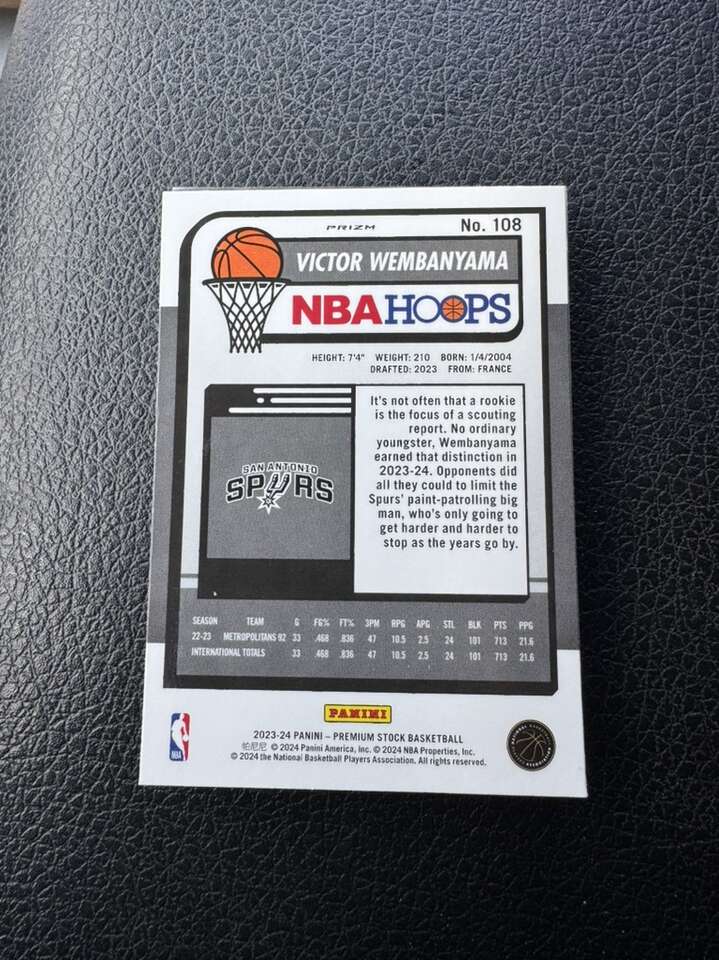 PRIZM
No. 108
VICTOR WEMBANYAMA
NBA HOOPS
HEIGHT: 7'4" WEIGHT: 210 BORN: 1/4/2004
DRAFTED: 2023 FROM: FRANCE
It's not often that a rookie
is the focus of a scouting
report. No ordinary
youngster, Wembanyama
earned that distinction in
2023-24. Opponents did
all they could to limit the
Spurs' paint-patrolling big
man, who's only going to
get harder and harder to
stop as the years go by.
SAN ANTONIO
SPURS
SEASON TEAM G FG% FT% 3PM RPG APG STL BLK PTS PPG
22-23 METROPOLITANS 92 33 .468 .836 47 10.5 2.5 24 101 713 21.6
INTERNATIONAL TOTALS 33 .468 .836 47 10.5 2.5 24 101 713 21.6
PANINI
2023-24 PANINI – PREMIUM STOCK BASKETBALL
帕尼尼 © 2024 Panini America, Inc. © 2024 NBA Properties, Inc.
© 2024 the National Basketball Players Association. All rights reserved.
NBA